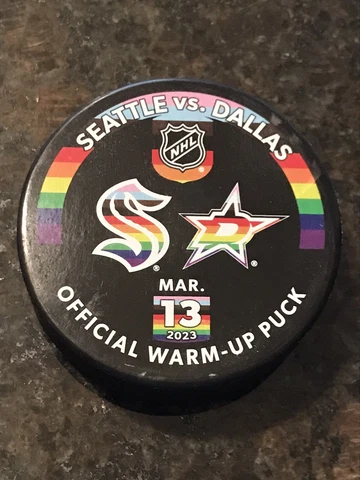 SEATTLE VS. DALLAS
NHL
®
S
®
D
®
MAR.
13
2023
OFFICIAL WARM-UP PUCK